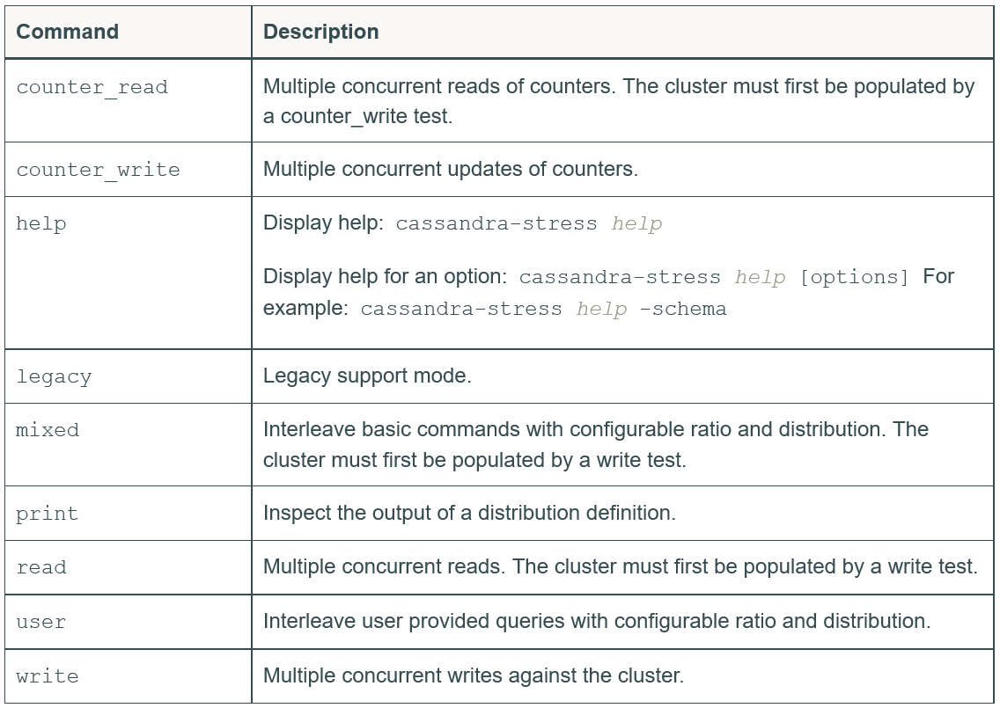 Command Description
counter_read Multiple concurrent reads of counters. The cluster must first be populated by
a counter_write test.
counter_write Multiple concurrent updates of counters.
help Display help: cassandra-stress help
Display help for an option: cassandra-stress help [options] For
example: cassandra-stress help -schema
legacy Legacy support mode.
mixed Interleave basic commands with configurable ratio and distribution. The
cluster must first be populated by a write test.
print Inspect the output of a distribution definition.
read Multiple concurrent reads. The cluster must first be populated by a write test.
user Interleave user provided queries with configurable ratio and distribution.
write Multiple concurrent writes against the cluster.